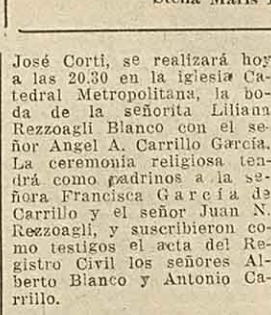 José Corti, se realizará hoy
a las 20.30 en la iglesia Ca-
tedral Metropolitana, la bo-
da de la señorita Liliana
Rezzoagli Blanco con el se-
ñor Angel A. Carrillo García.
La ceremonia religiosa ten-
drá como padrinos a la se-
ñora Francisca García de
Carrillo y el señor Juan N.
Rezzoagli, y suscribieron co-
mo testigos el acta del Re-
gistro Civil los señores Al-
berto Blanco y Antonio Ca-
rrillo.